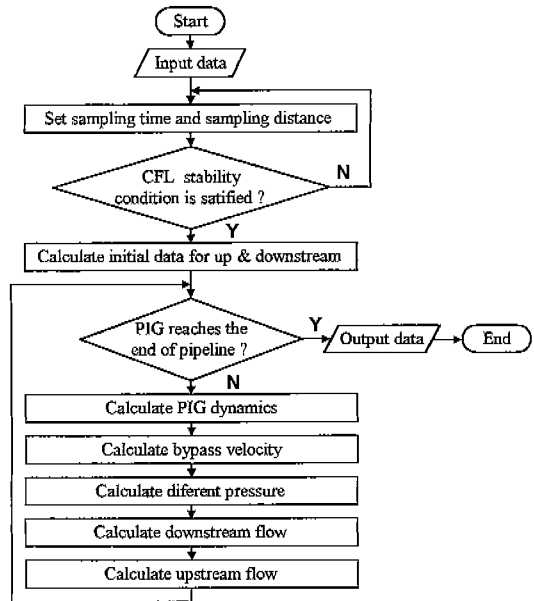 Start
Input data
Set sampling time and sampling distance
CFL stability
condition is satified ?
N
Y
Calculate initial data for up & downstream
PIG reaches the
end of pipeline ?
Y
Output data
End
N
Calculate PIG dynamics
Calculate bypass velocity
Calculate diferent pressure
Calculate downstream flow
Calculate upstream flow